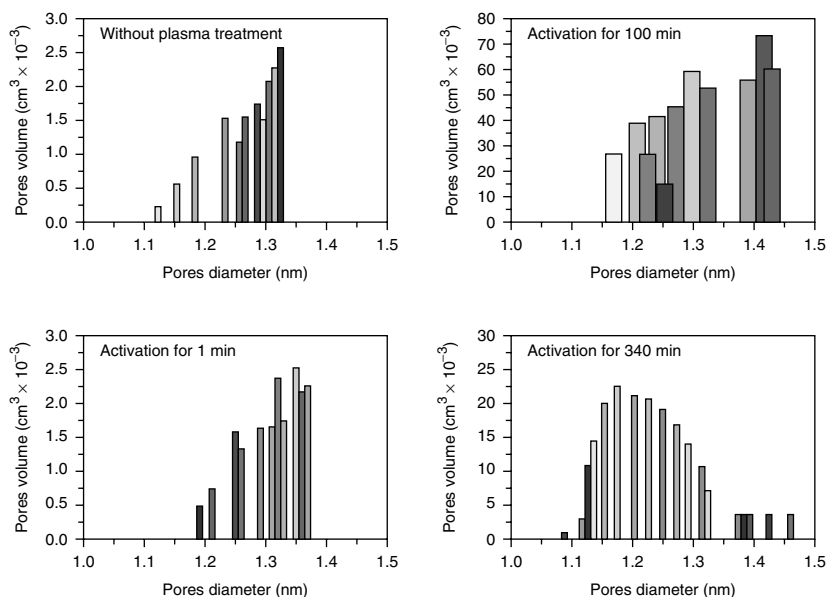 Without plasma treatment
Pores volume (cm³ × 10⁻³)
3.0
2.5
2.0
1.5
1.0
0.5
0.0
1.0 1.1 1.2 1.3 1.4 1.5
Pores diameter (nm)
Activation for 100 min
Pores volume (cm³ × 10⁻³)
80
70
60
50
40
30
20
10
0
1.0 1.1 1.2 1.3 1.4 1.5
Pores diameter (nm)
Activation for 1 min
Pores volume (cm³ × 10⁻³)
3.0
2.5
2.0
1.5
1.0
0.5
0.0
1.0 1.1 1.2 1.3 1.4 1.5
Pores diameter (nm)
Activation for 340 min
Pores volume (cm³ × 10⁻³)
30
25
20
15
10
5
0
1.0 1.1 1.2 1.3 1.4 1.5
Pores diameter (nm)